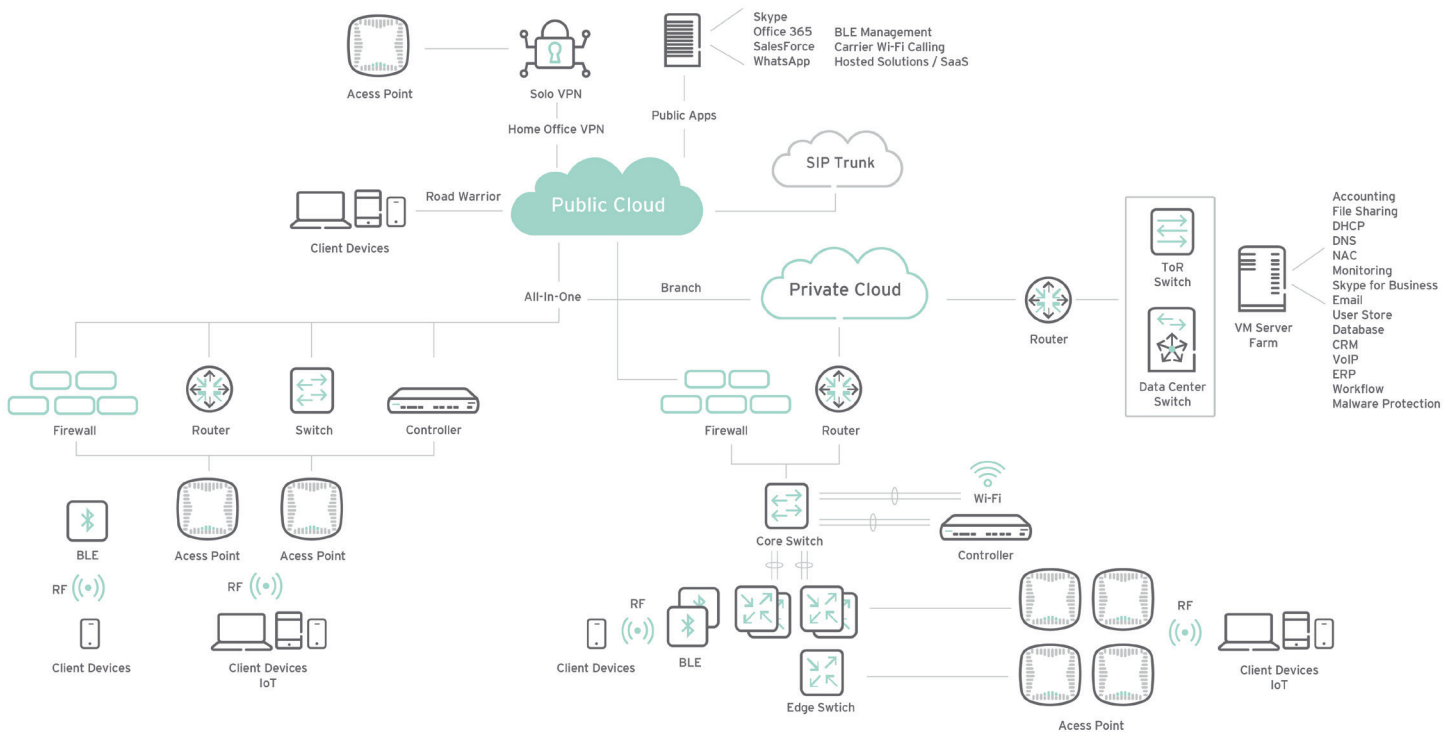 Skype
Office 365
SalesForce
WhatsApp
BLE Management
Carrier Wi-Fi Calling
Hosted Solutions / SaaS
Acess Point
Solo VPN
Public Apps
Home Office VPN
SIP Trunk
Road Warrior
Public Cloud
Client Devices
Accounting
File Sharing
DHCP
DNS
NAC
Monitoring
Skype for Business
Email
User Store
Database
CRM
VoIP
ERP
Workflow
Malware Protection
ToR
Switch
All-In-One
Branch
Private Cloud
Router
VM Server
Farm
Data Center
Switch
Firewall
Router
Switch
Controller
Firewall
Router
Wi-Fi
BLE
Acess Point
Acess Point
Core Switch
Controller
RF
RF
RF
RF
Client Devices
Client Devices
IoT
Client Devices
BLE
Client Devices
IoT
Edge Swtich
Acess Point